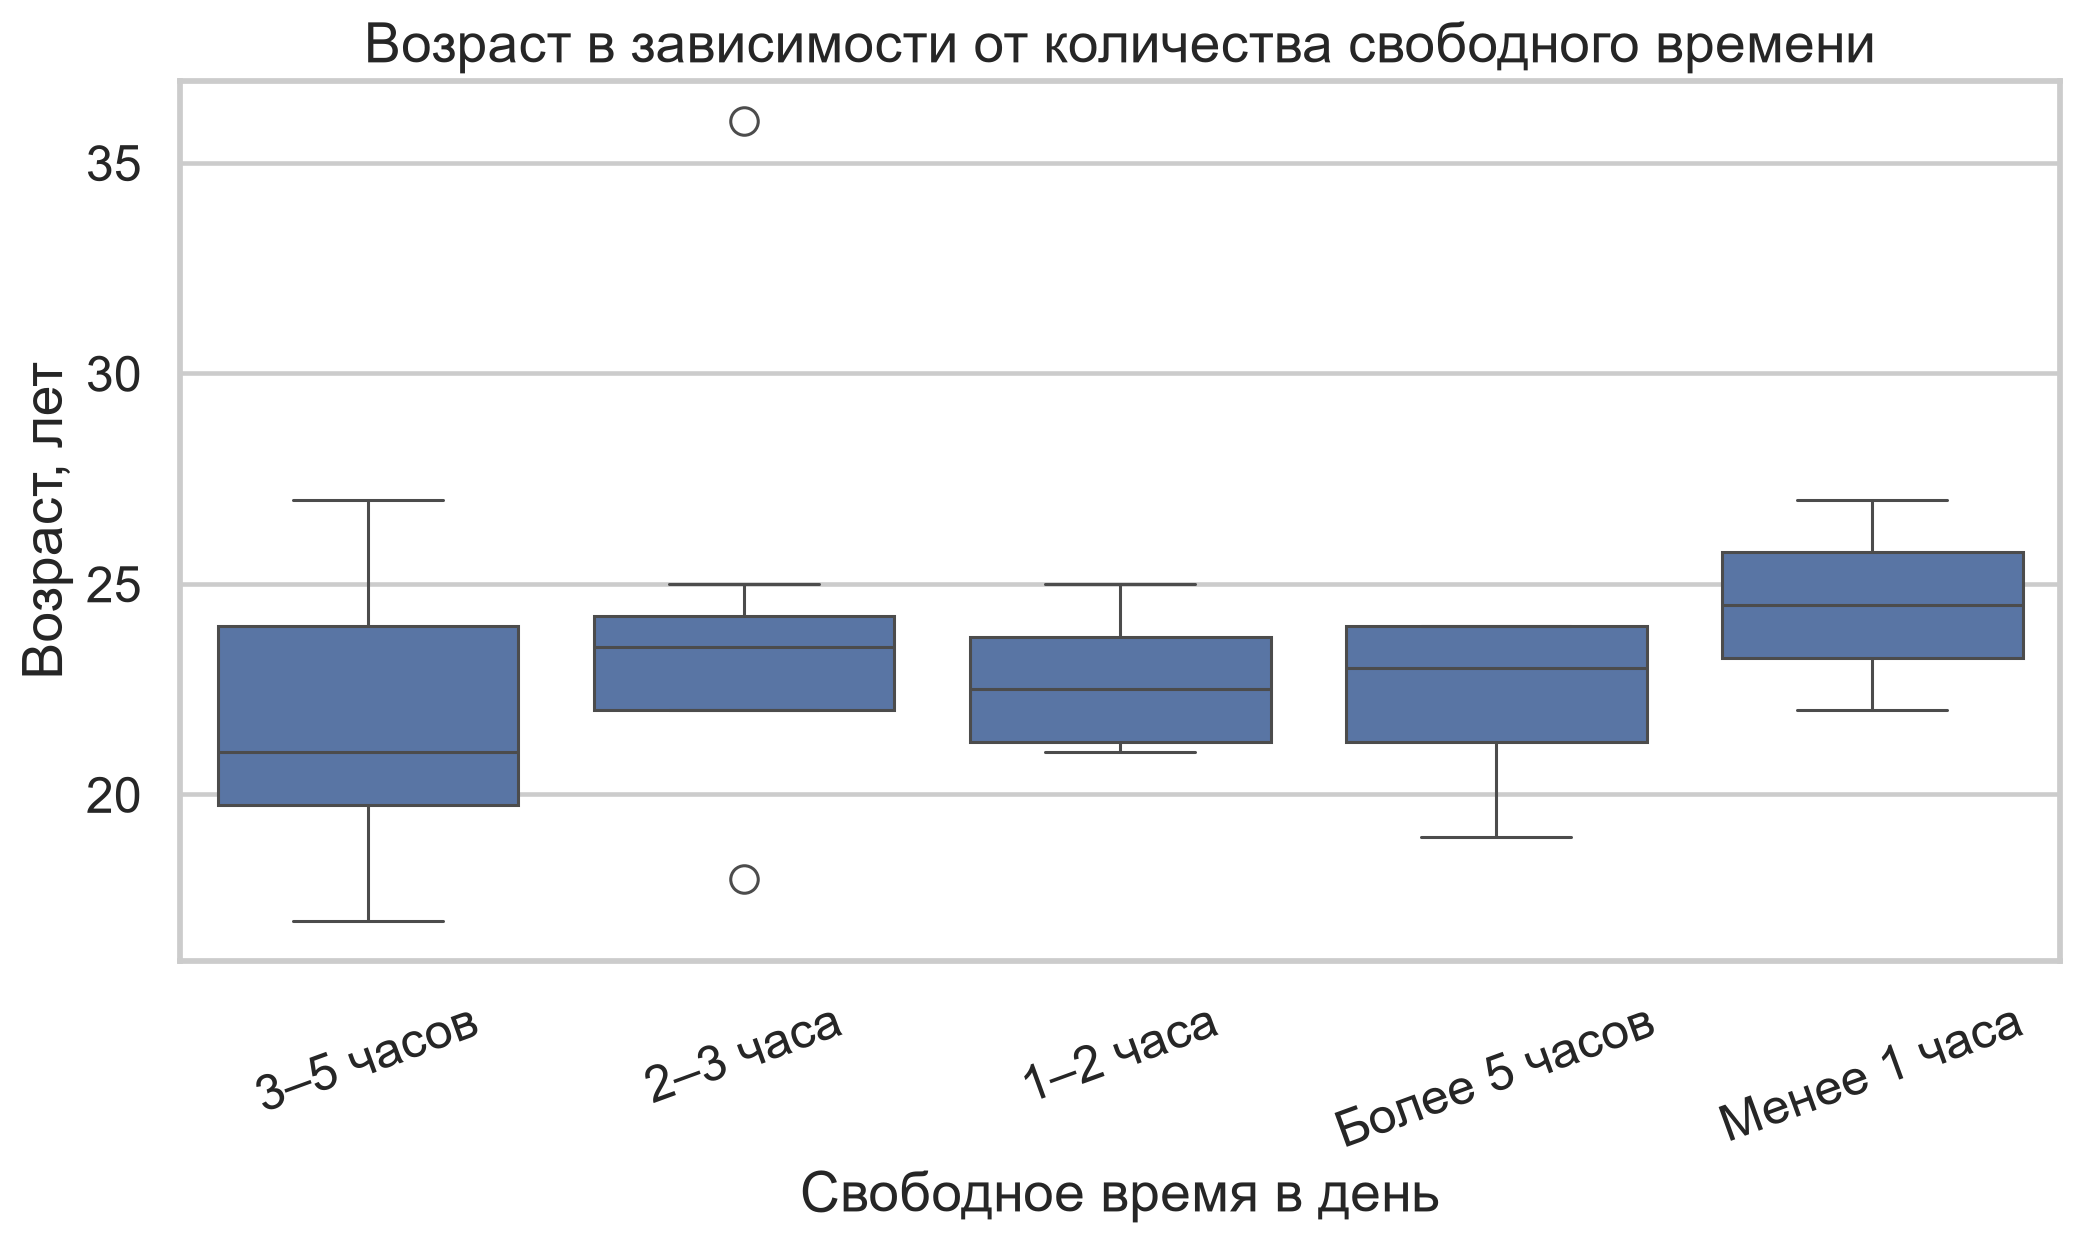 Возраст в зависимости от количества свободного времени
Возраст, лет
35
30
25
20
3–5 часов
2–3 часа
1–2 часа
Более 5 часов
Менее 1 часа
Свободное время в день